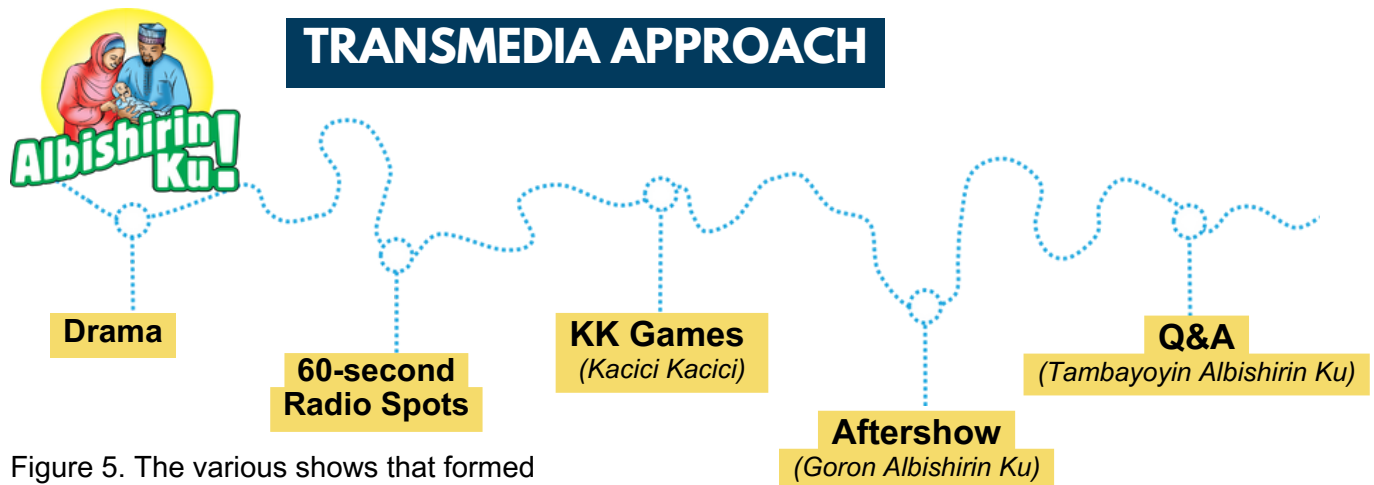 TRANSMEDIA APPROACH
Albishirin
Ku!
Drama
60-second
Radio Spots
KK Games
(Kacici Kacici)
Aftershow
(Goron Albishirin Ku)
Q&A
(Tambayoyin Albishirin Ku)
Figure 5. The various shows that formed